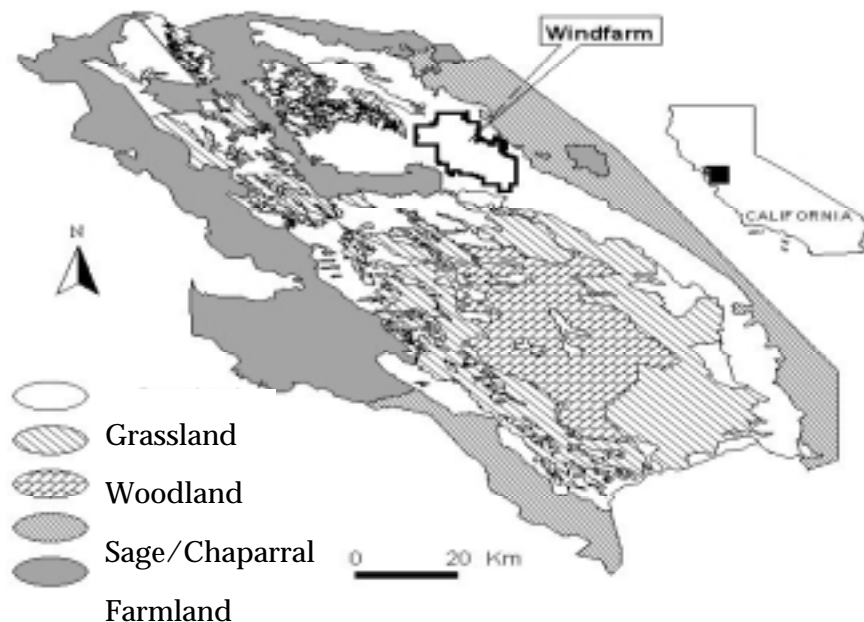 Windfarm
CALIFORNIA
N
Grassland
Woodland
Sage/Chaparral
Farmland
0 20 Km